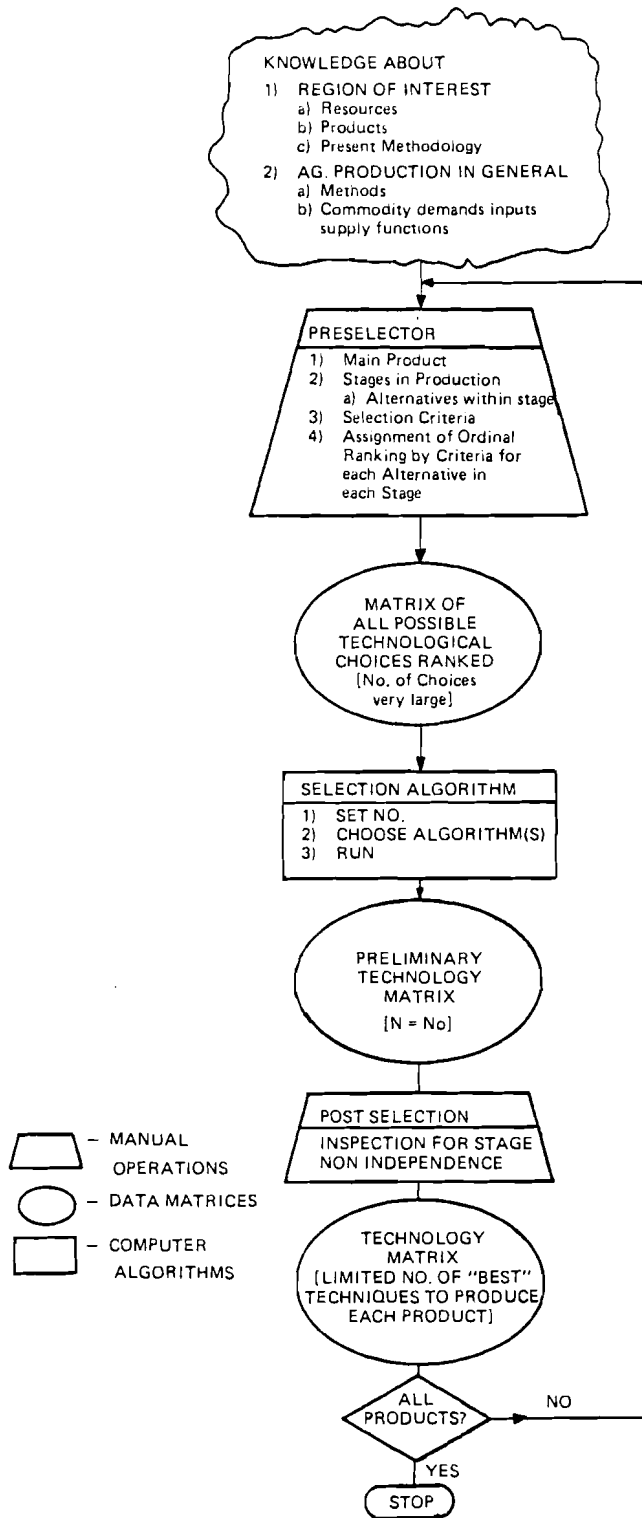 KNOWLEDGE ABOUT
1) REGION OF INTEREST
a) Resources
b) Products
c) Present Methodology
2) AG. PRODUCTION IN GENERAL
a) Methods
b) Commodity demands inputs
supply functions
PRESELECTOR
1) Main Product
2) Stages in Production
a) Alternatives within stage
3) Selection Criteria
4) Assignment of Ordinal
Ranking by Criteria for
each Alternative in
each Stage
MATRIX OF
ALL POSSIBLE
TECHNOLOGICAL
CHOICES RANKED
[No. of Choices
very large]
SELECTION ALGORITHM
1) SET NO.
2) CHOOSE ALGORITHM(S)
3) RUN
PRELIMINARY
TECHNOLOGY
MATRIX
[N = No]
POST SELECTION
INSPECTION FOR STAGE
NON INDEPENDENCE
– MANUAL
OPERATIONS
– DATA MATRICES
– COMPUTER
ALGORITHMS
TECHNOLOGY
MATRIX
[LIMITED NO. OF "BEST"
TECHNIQUES TO PRODUCE
EACH PRODUCT]
ALL
PRODUCTS?
NO
YES
STOP